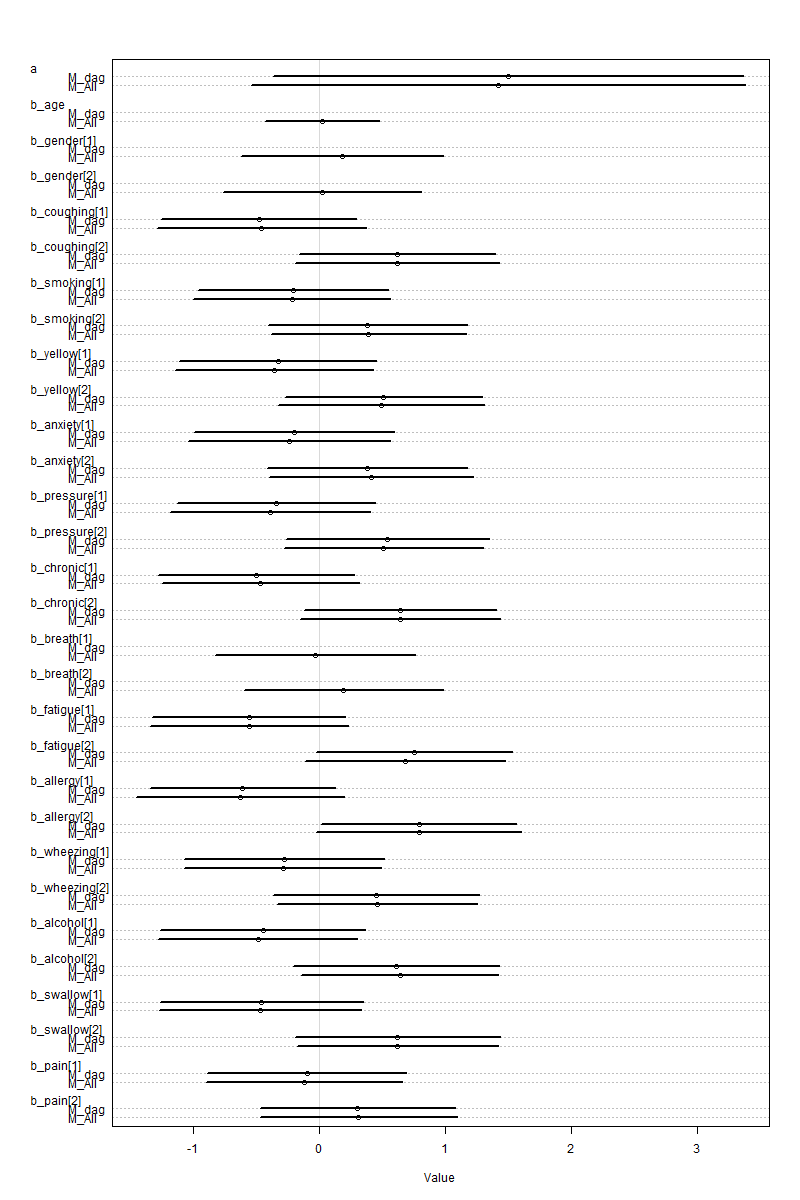 a
M_dag
M_All
b_age
M_dag
M_All
b_gender[1]
M_dag
M_All
b_gender[2]
M_dag
M_All
b_coughing[1]
M_dag
M_All
b_coughing[2]
M_dag
M_All
b_smoking[1]
M_dag
M_All
b_smoking[2]
M_dag
M_All
b_yellow[1]
M_dag
M_All
b_yellow[2]
M_dag
M_All
b_anxiety[1]
M_dag
M_All
b_anxiety[2]
M_dag
M_All
b_pressure[1]
M_dag
M_All
b_pressure[2]
M_dag
M_All
b_chronic[1]
M_dag
M_All
b_chronic[2]
M_dag
M_All
b_breath[1]
M_dag
M_All
b_breath[2]
M_dag
M_All
b_fatigue[1]
M_dag
M_All
b_fatigue[2]
M_dag
M_All
b_allergy[1]
M_dag
M_All
b_allergy[2]
M_dag
M_All
b_wheezing[1]
M_dag
M_All
b_wheezing[2]
M_dag
M_All
b_alcohol[1]
M_dag
M_All
b_alcohol[2]
M_dag
M_All
b_swallow[1]
M_dag
M_All
b_swallow[2]
M_dag
M_All
b_pain[1]
M_dag
M_All
b_pain[2]
M_dag
M_All
-1 0 1 2 3
Value